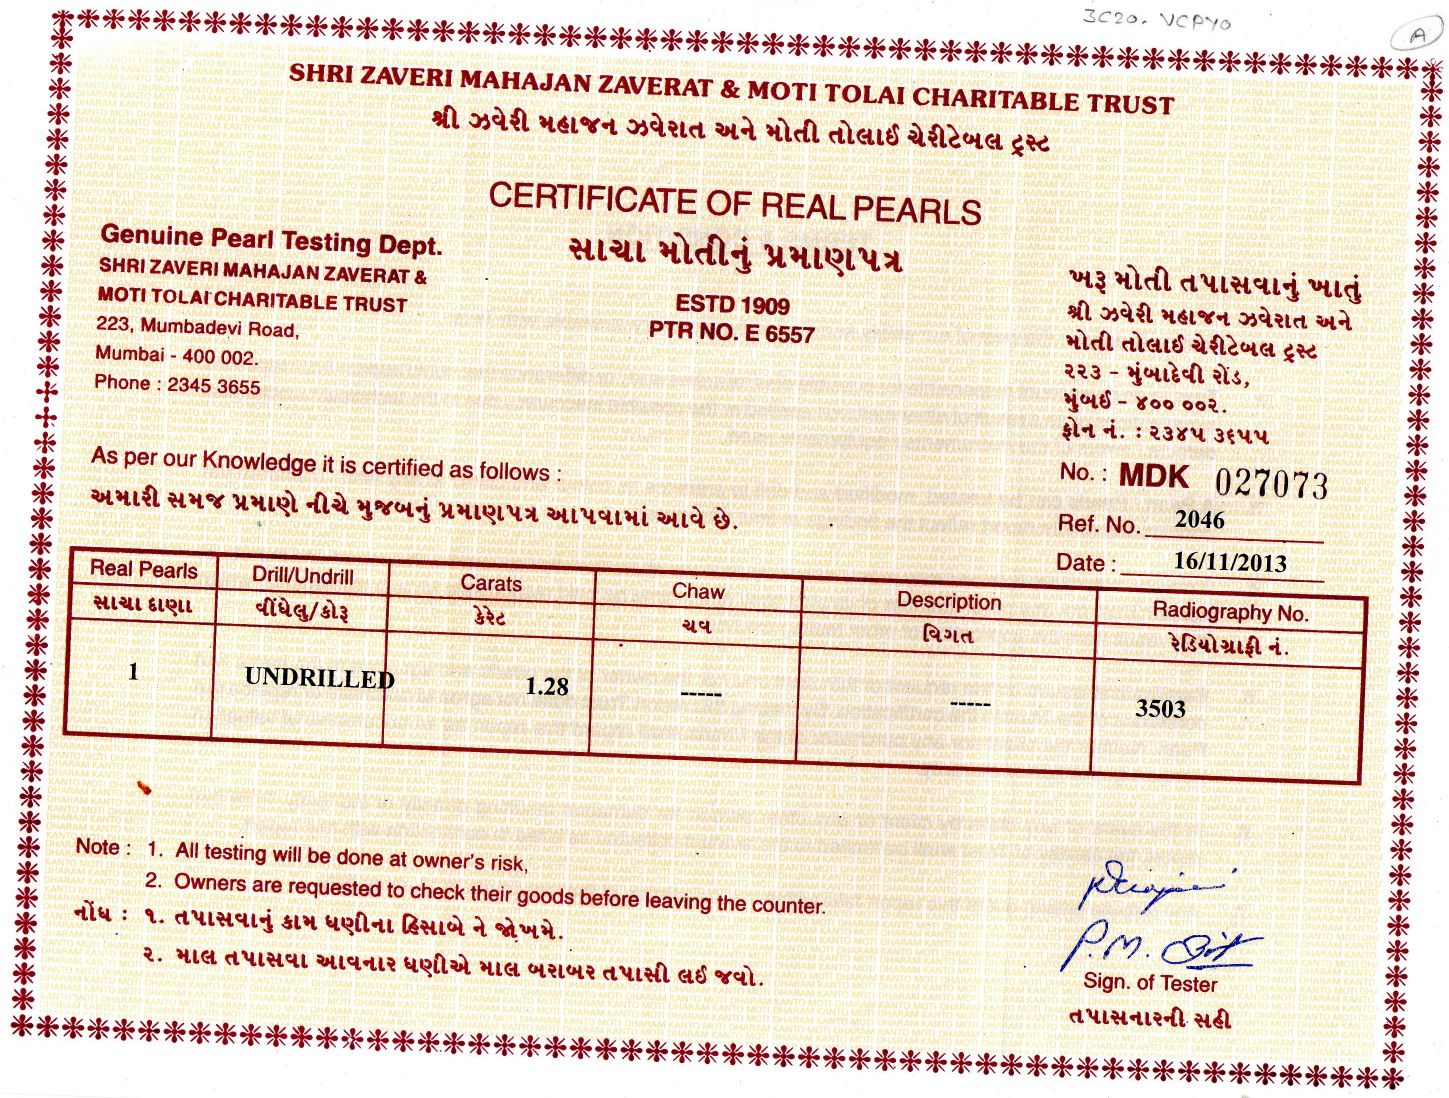 3C20. VCPYO
A
SHRI ZAVERI MAHAJAN ZAVERAT & MOTI TOLAI CHARITABLE TRUST
શ્રી ઝવેરી મહાજન ઝવેરાત અને મોતી તોલાઈ ચેરીટેબલ ટ્રસ્ટ
CERTIFICATE OF REAL PEARLS
સાચા મોતીનું પ્રમાણપત્ર
ESTD 1909
PTR NO. E 6557
Genuine Pearl Testing Dept.
SHRI ZAVERI MAHAJAN ZAVERAT &
MOTI TOLAI CHARITABLE TRUST
223, Mumbadevi Road,
Mumbai - 400 002.
Phone : 2345 3655
ખરૂ મોતી તપાસવાનું ખાતું
શ્રી ઝવેરી મહાજન ઝવેરાત અને
મોતી તોલાઈ ચેરીટેબલ ટ્રસ્ટ
૨૨૩ - મુંબાદેવી રોડ,
મુંબઈ - ૪૦૦ ૦૦૨.
ફોન નં. : ૨૩૪૫ ૩૬૫૫
No. : MDK 027073
Ref. No. 2046
Date : 16/11/2013
As per our Knowledge it is certified as follows :
અમારી સમજ પ્રમાણે નીચે મુજબનું પ્રમાણપત્ર આપવામાં આવે છે.
Real Pearls Drill/Undrill Carats Chaw Description Radiography No.
સાચા દાણા વીંધેલુ/કોરૂ કેરેટ ચવ વિગત રેડિયોગ્રાફી નં.
1 UNDRILLED 1.28 ----- ----- 3503
Note : 1. All testing will be done at owner's risk,
2. Owners are requested to check their goods before leaving the counter.
નોંધ : ૧. તપાસવાનું કામ ધણીના હિસાબે ને જોખમે.
૨. માલ તપાસવા આવનાર ધણીએ માલ બરાબર તપાસી લઈ જવો.
P.M.
Sign. of Tester
તપાસનારની સહી